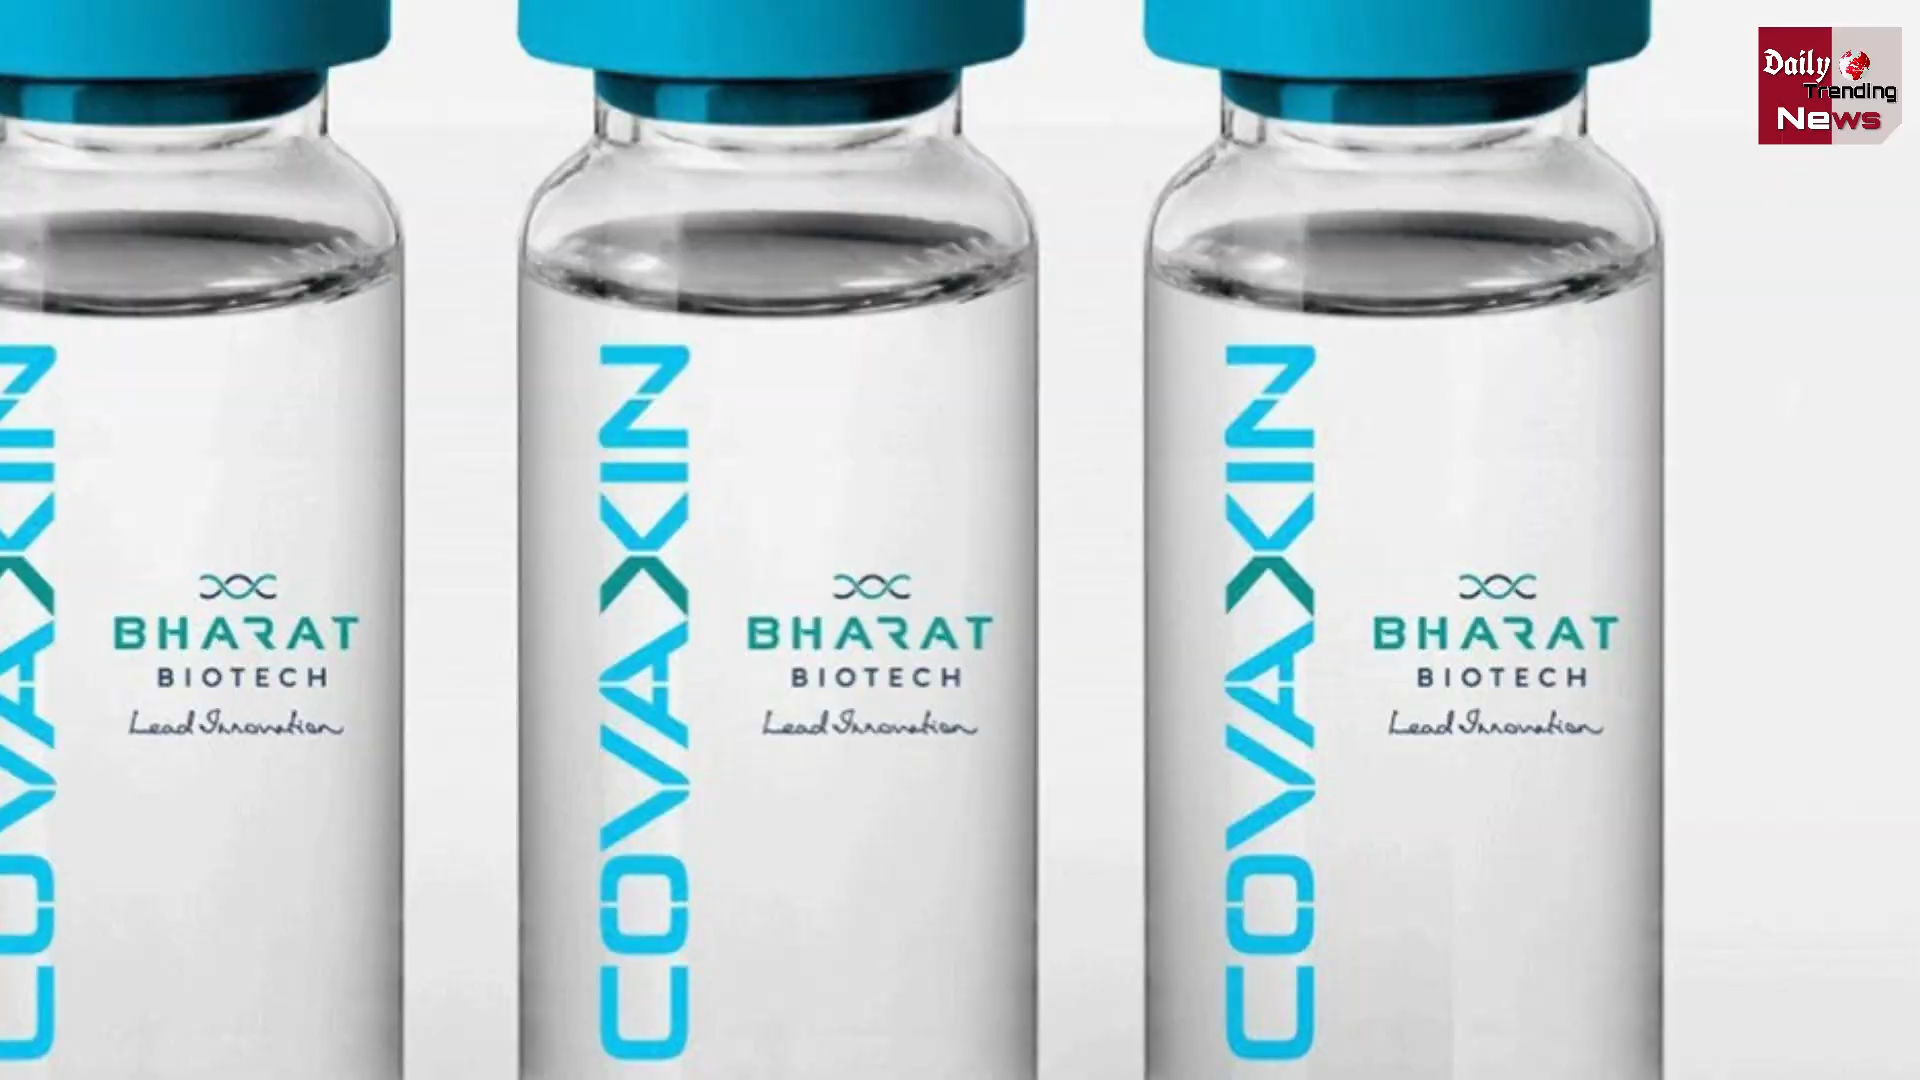 COVAXIN
BHARAT
BIOTECH
Lead Innovation
COVAXIN
BHARAT
BIOTECH
Lead Innovation
COVAXIN
BHARAT
BIOTECH
Lead Innovation
Daily
Trending
News